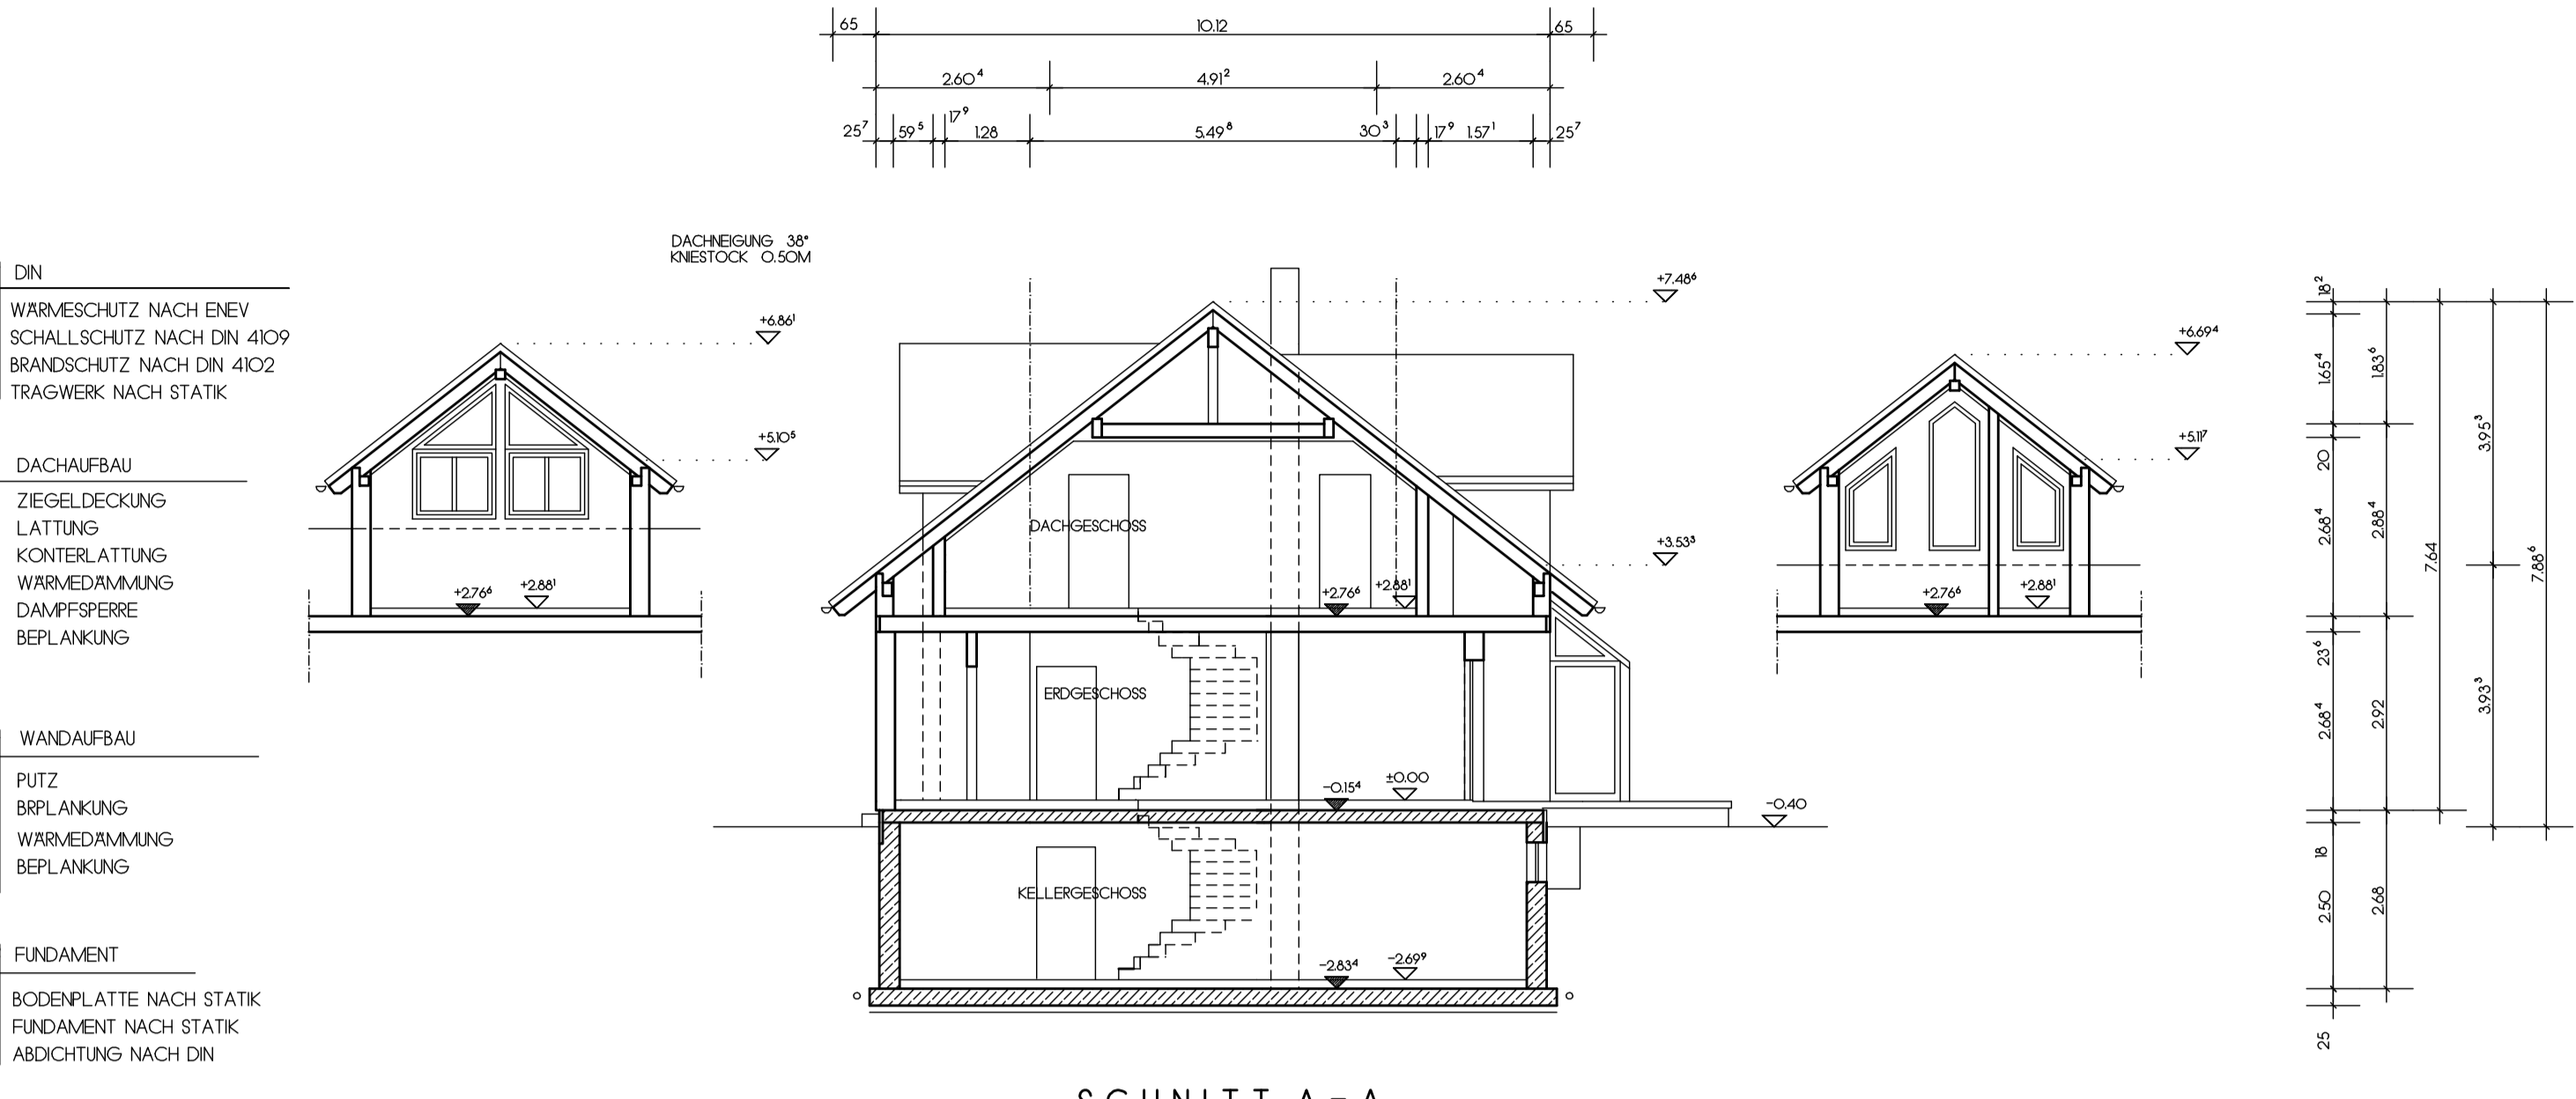 65
10.12
65
2.60⁴
4.91²
2.60⁴
25⁷
59⁵
17⁹
1.28
5.49⁸
30³
17⁹
1.57¹
25⁷
DACHNEIGUNG 38°
KNIESTOCK 0.50M
DIN
WÄRMESCHUTZ NACH ENEV
SCHALLSCHUTZ NACH DIN 4109
BRANDSCHUTZ NACH DIN 4102
TRAGWERK NACH STATIK
DACHAUFBAU
ZIEGELDECKUNG
LATTUNG
KONTERLATTUNG
WÄRMEDÄMMUNG
DAMPFSPERRE
BEPLANKUNG
WANDAUFBAU
PUTZ
BRPLANKUNG
WÄRMEDÄMMUNG
BEPLANKUNG
FUNDAMENT
BODENPLATTE NACH STATIK
FUNDAMENT NACH STATIK
ABDICHTUNG NACH DIN
+6.86¹
+5.10⁵
+2.76⁶
+2.88¹
+7.48⁶
DACHGESCHOSS
+3.53³
+2.76⁶
+2.88¹
ERDGESCHOSS
-0.15⁴
±0.00
-0.40
KELLERGESCHOSS
-2.83⁴
-2.69⁹
+6.69⁴
+5.11⁷
+2.76⁶
+2.88¹
18²
1.65⁴
20
2.68⁴
23⁶
2.68⁴
18
2.50
25
1.83⁶
2.88⁴
2.92
2.68
7.64
3.95³
3.93³
7.88⁶
SCHNITT A-A